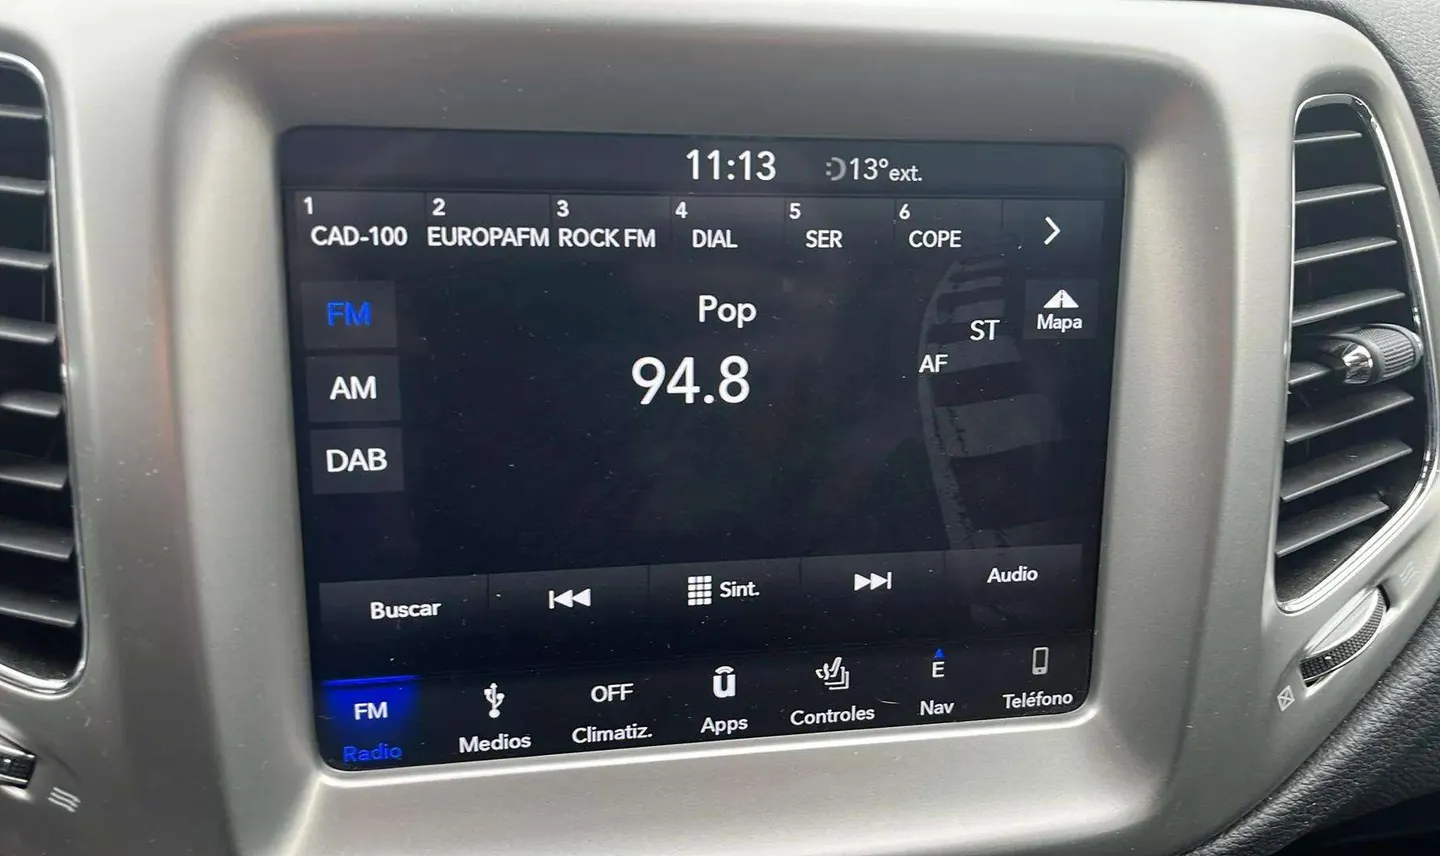 11:13 13°ext.
1 2 3 4 5 6
CAD-100 EUROPAFM ROCK FM DIAL SER COPE
FM Pop
ST Mapa
AF
AM 94.8
DAB
Buscar Sint. Audio
FM OFF E
Radio Medios Climatiz. Apps Controles Nav Teléfono